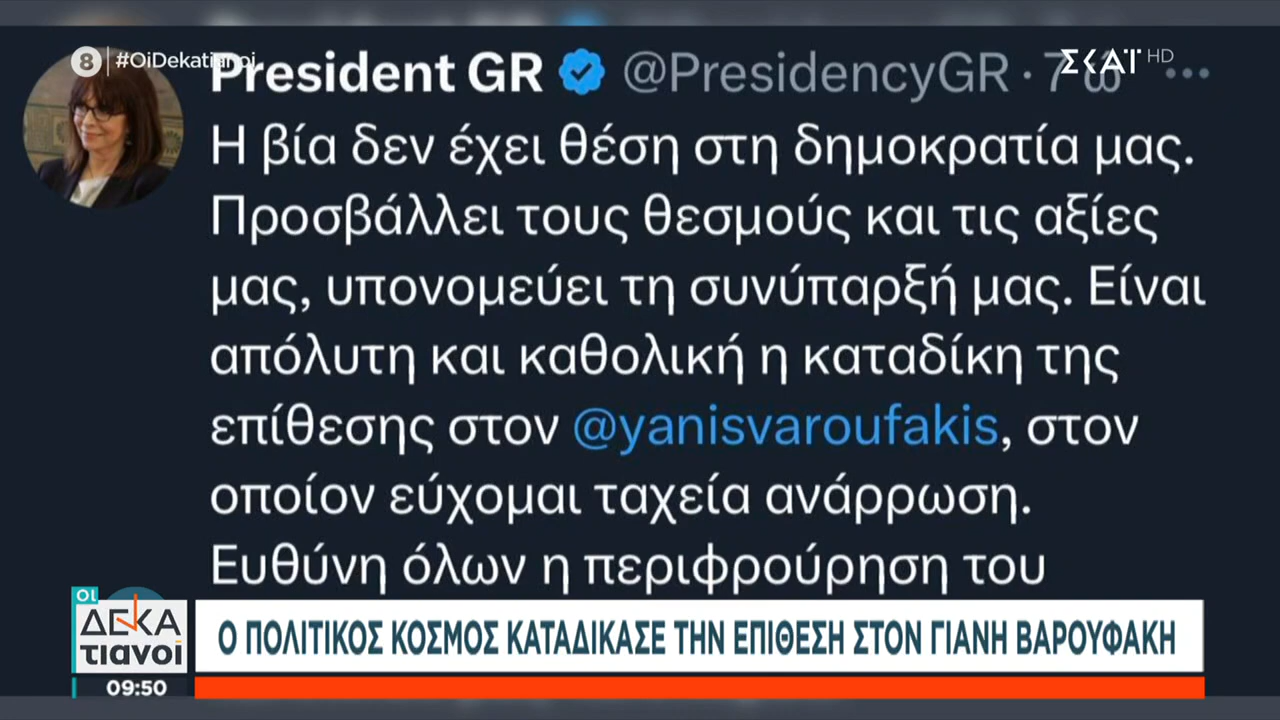 8 #OiDekatianoi
ΣΚΑΪ HD
President GR @PresidencyGR · 7 ώ
Η βία δεν έχει θέση στη δημοκρατία μας.
Προσβάλλει τους θεσμούς και τις αξίες
μας, υπονομεύει τη συνύπαρξή μας. Είναι
απόλυτη και καθολική η καταδίκη της
επίθεσης στον @yanisvaroufakis, στον
οποίον εύχομαι ταχεία ανάρρωση.
Ευθύνη όλων η περιφρούρηση του
ΟΙ
ΔΕΚΑ
τιανοί
Ο ΠΟΛΙΤΙΚΟΣ ΚΟΣΜΟΣ ΚΑΤΑΔΙΚΑΣΕ ΤΗΝ ΕΠΙΘΕΣΗ ΣΤΟΝ ΓΙΑΝΗ ΒΑΡΟΥΦΑΚΗ
09:50